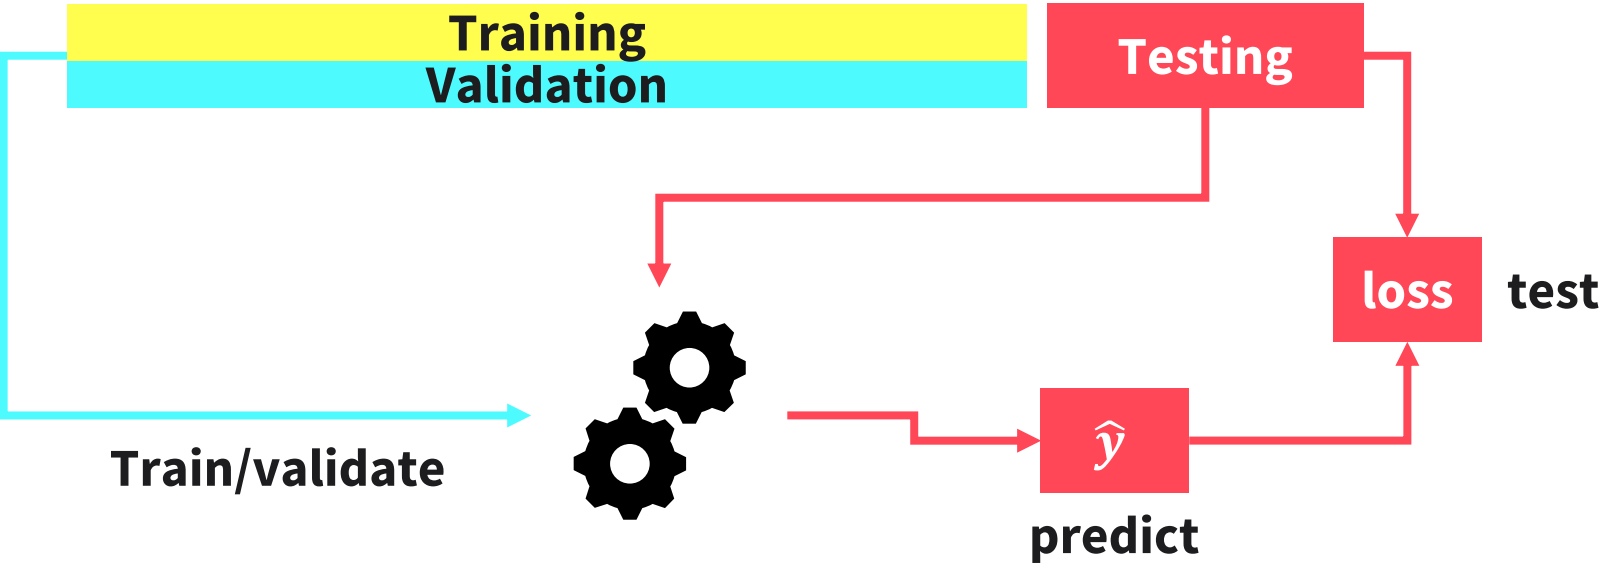 Training
Validation
Testing
loss
test
Train/validate
ŷ
predict